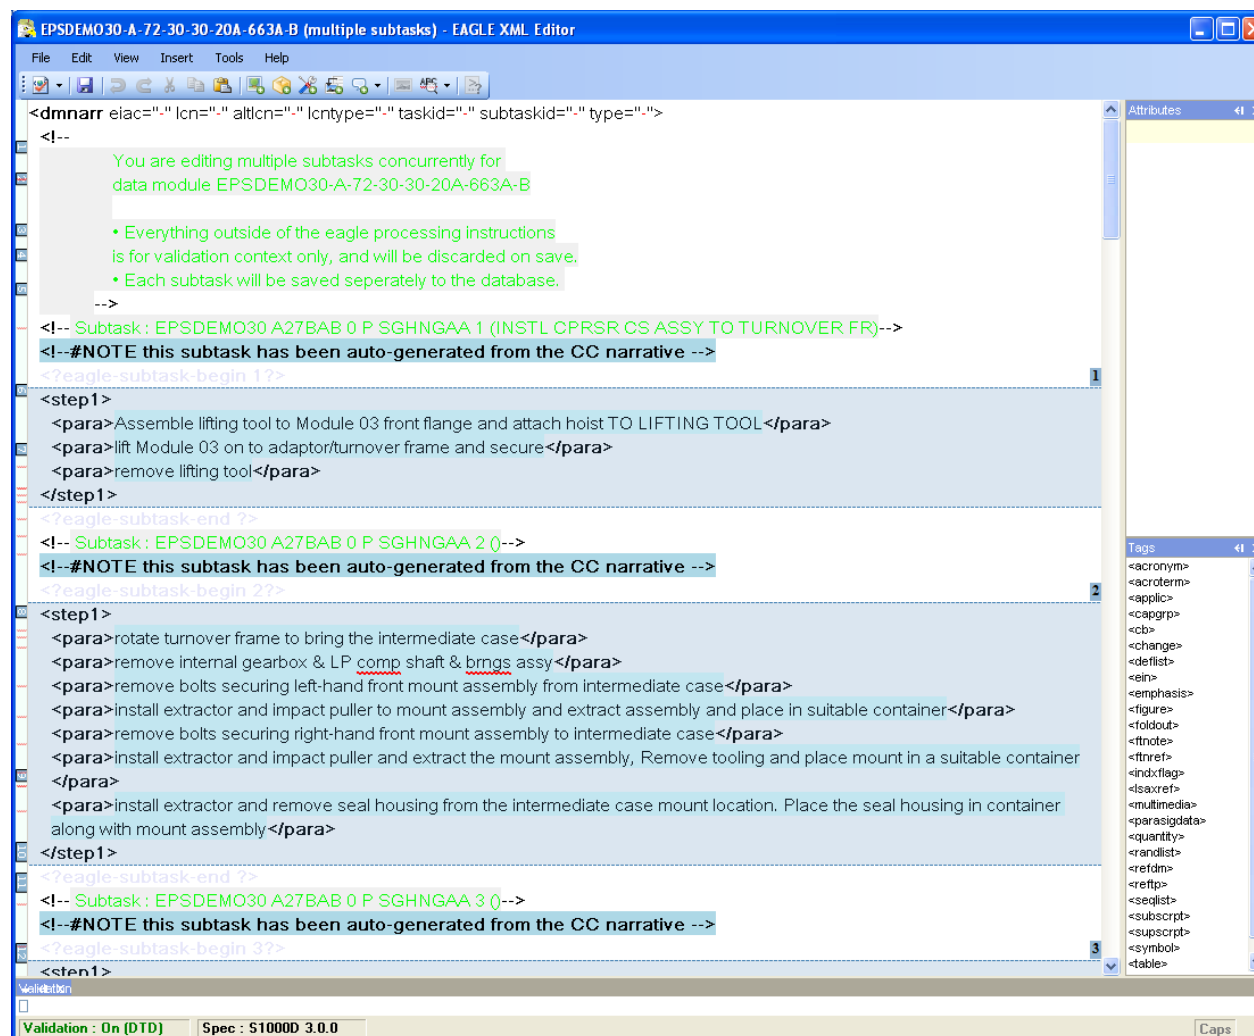 EPSDEMO30-A-72-30-30-20A-663A-B (multiple subtasks) - EAGLE XML Editor
File Edit View Insert Tools Help
<dmnarr eiac="-" lcn="-" altlcn="-" lcntype="-" taskid="-" subtaskid="-" type="-">
Attributes
<!--
You are editing multiple subtasks concurrently for
data module EPSDEMO30-A-72-30-30-20A-663A-B
• Everything outside of the eagle processing instructions
is for validation context only, and will be discarded on save.
• Each subtask will be saved seperately to the database.
-->
<!-- Subtask : EPSDEMO30 A27BAB 0 P SGHNGAA 1 (INSTL CPRSR CS ASSY TO TURNOVER FR)-->
<!--#NOTE this subtask has been auto-generated from the CC narrative -->
<?eagle-subtask-begin 1?>
1
<step1>
<para>Assemble lifting tool to Module 03 front flange and attach hoist TO LIFTING TOOL</para>
<para>lift Module 03 on to adaptor/turnover frame and secure</para>
<para>remove lifting tool</para>
</step1>
<?eagle-subtask-end ?>
<!-- Subtask : EPSDEMO30 A27BAB 0 P SGHNGAA 2 ()-->
<!--#NOTE this subtask has been auto-generated from the CC narrative -->
<?eagle-subtask-begin 2?>
2
<step1>
<para>rotate turnover frame to bring the intermediate case</para>
<para>remove internal gearbox & LP comp shaft & brngs assy</para>
<para>remove bolts securing left-hand front mount assembly from intermediate case</para>
<para>install extractor and impact puller to mount assembly and extract assembly and place in suitable container</para>
<para>remove bolts securing right-hand front mount assembly to intermediate case</para>
<para>install extractor and impact puller and extract the mount assembly, Remove tooling and place mount in a suitable container
</para>
<para>install extractor and remove seal housing from the intermediate case mount location. Place the seal housing in container
along with mount assembly</para>
</step1>
<?eagle-subtask-end ?>
<!-- Subtask : EPSDEMO30 A27BAB 0 P SGHNGAA 3 ()-->
<!--#NOTE this subtask has been auto-generated from the CC narrative -->
<?eagle-subtask-begin 3?>
3
<step1>
Tags
<acronym>
<acroterm>
<applic>
<capgrp>
<cb>
<change>
<deflist>
<ein>
<emphasis>
<figure>
<foldout>
<ftnote>
<ftnref>
<indxflag>
<lsaxref>
<multimedia>
<parasigdata>
<quantity>
<randlist>
<refdm>
<reftp>
<seqlist>
<subscrpt>
<supscrpt>
<symbol>
<table>
Validation
Validation : On (DTD)
Spec : S1000D 3.0.0
Caps